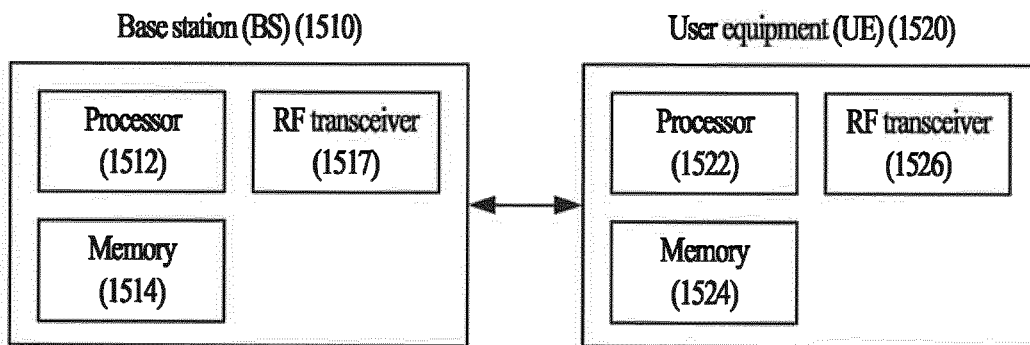 Base station (BS) (1510)
Processor
(1512)
RF transceiver
(1517)
Memory
(1514)
User equipment (UE) (1520)
Processor
(1522)
RF transceiver
(1526)
Memory
(1524)